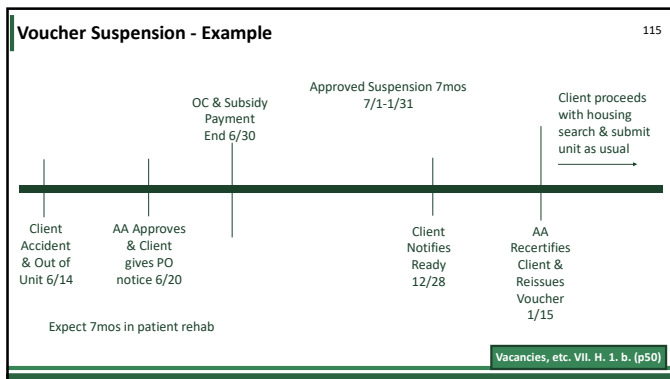 Voucher Suspension - Example
115
OC & Subsidy
Payment
End 6/30
Approved Suspension 7mos
7/1-1/31
Client proceeds
with housing
search & submit
unit as usual
Client
Accident
& Out of
Unit 6/14
AA Approves
& Client
gives PO
notice 6/20
Client
Notifies
Ready
12/28
AA
Recertifies
Client &
Reissues
Voucher
1/15
Expect 7mos in patient rehab
Vacancies, etc. VII. H. 1. b. (p50)